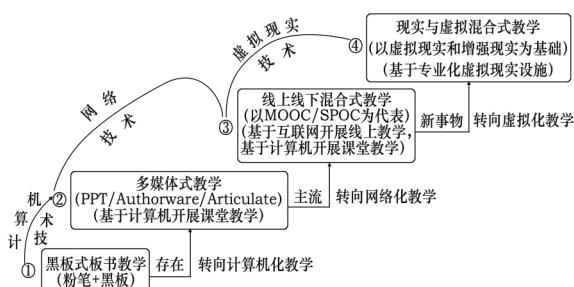 ④
现实与虚拟混合式教学
(以虚拟现实和增强现实为基础)
(基于专业化虚拟现实设施)
虚拟现实
技术
③
线上线下混合式教学
(以MOOC/SPOC为代表)
(基于互联网开展线上教学,
基于计算机开展课堂教学)
新事物
转向虚拟化教学
网络
技术
②
多媒体式教学
(PPT/Authorware/Articulate)
(基于计算机开展课堂教学)
主流
转向网络化教学
计算机
技术
①
黑板式板书教学
(粉笔+黑板)
存在
转向计算机化教学